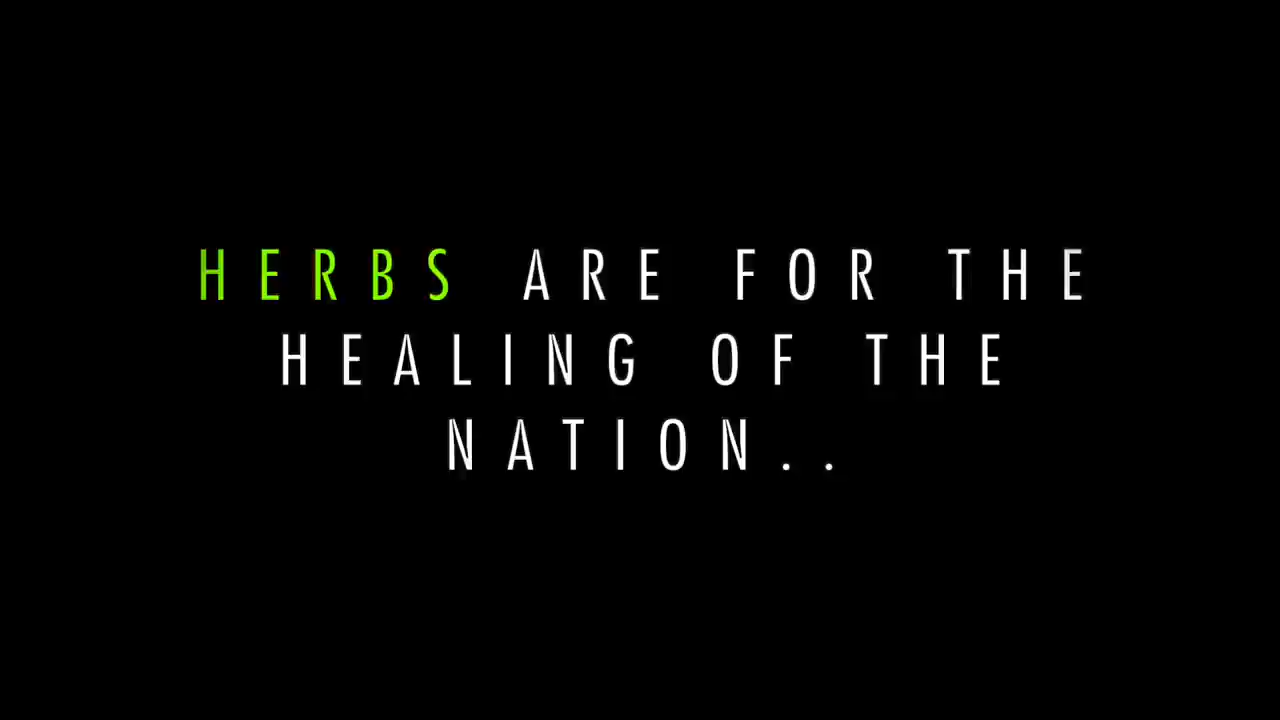 HERBS ARE FOR THE
HEALING OF THE
NATION..